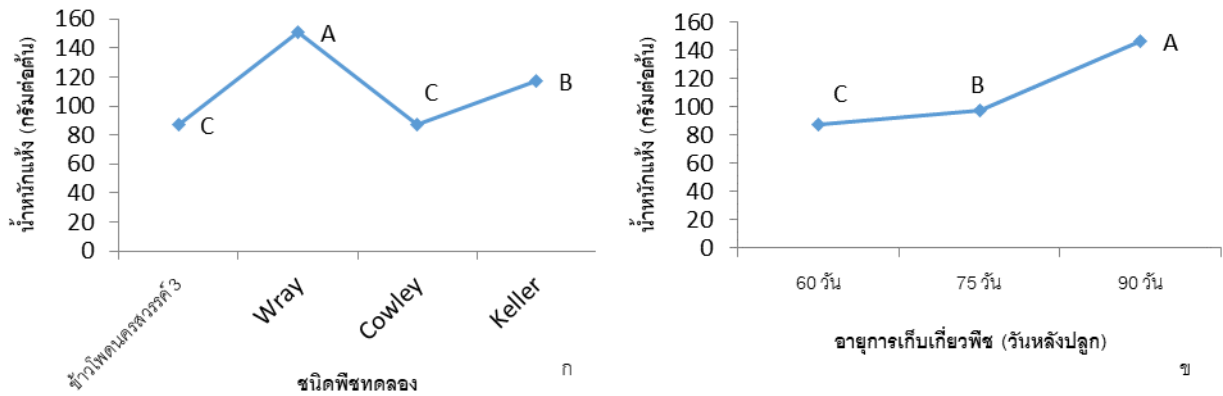 น้ำหนักแห้ง (กรัมต่อต้น)
160
140
120
100
80
60
40
20
0
C
A
C
B
ข้าวโพดนครสวรรค์ 3
Wray
Cowley
Keller
ชนิดพืชทดลอง
ก
น้ำหนักแห้ง (กรัมต่อต้น)
160
140
120
100
80
60
40
20
0
C
B
A
60 วัน
75 วัน
90 วัน
อายุการเก็บเกี่ยวพืช (วันหลังปลูก)
ข